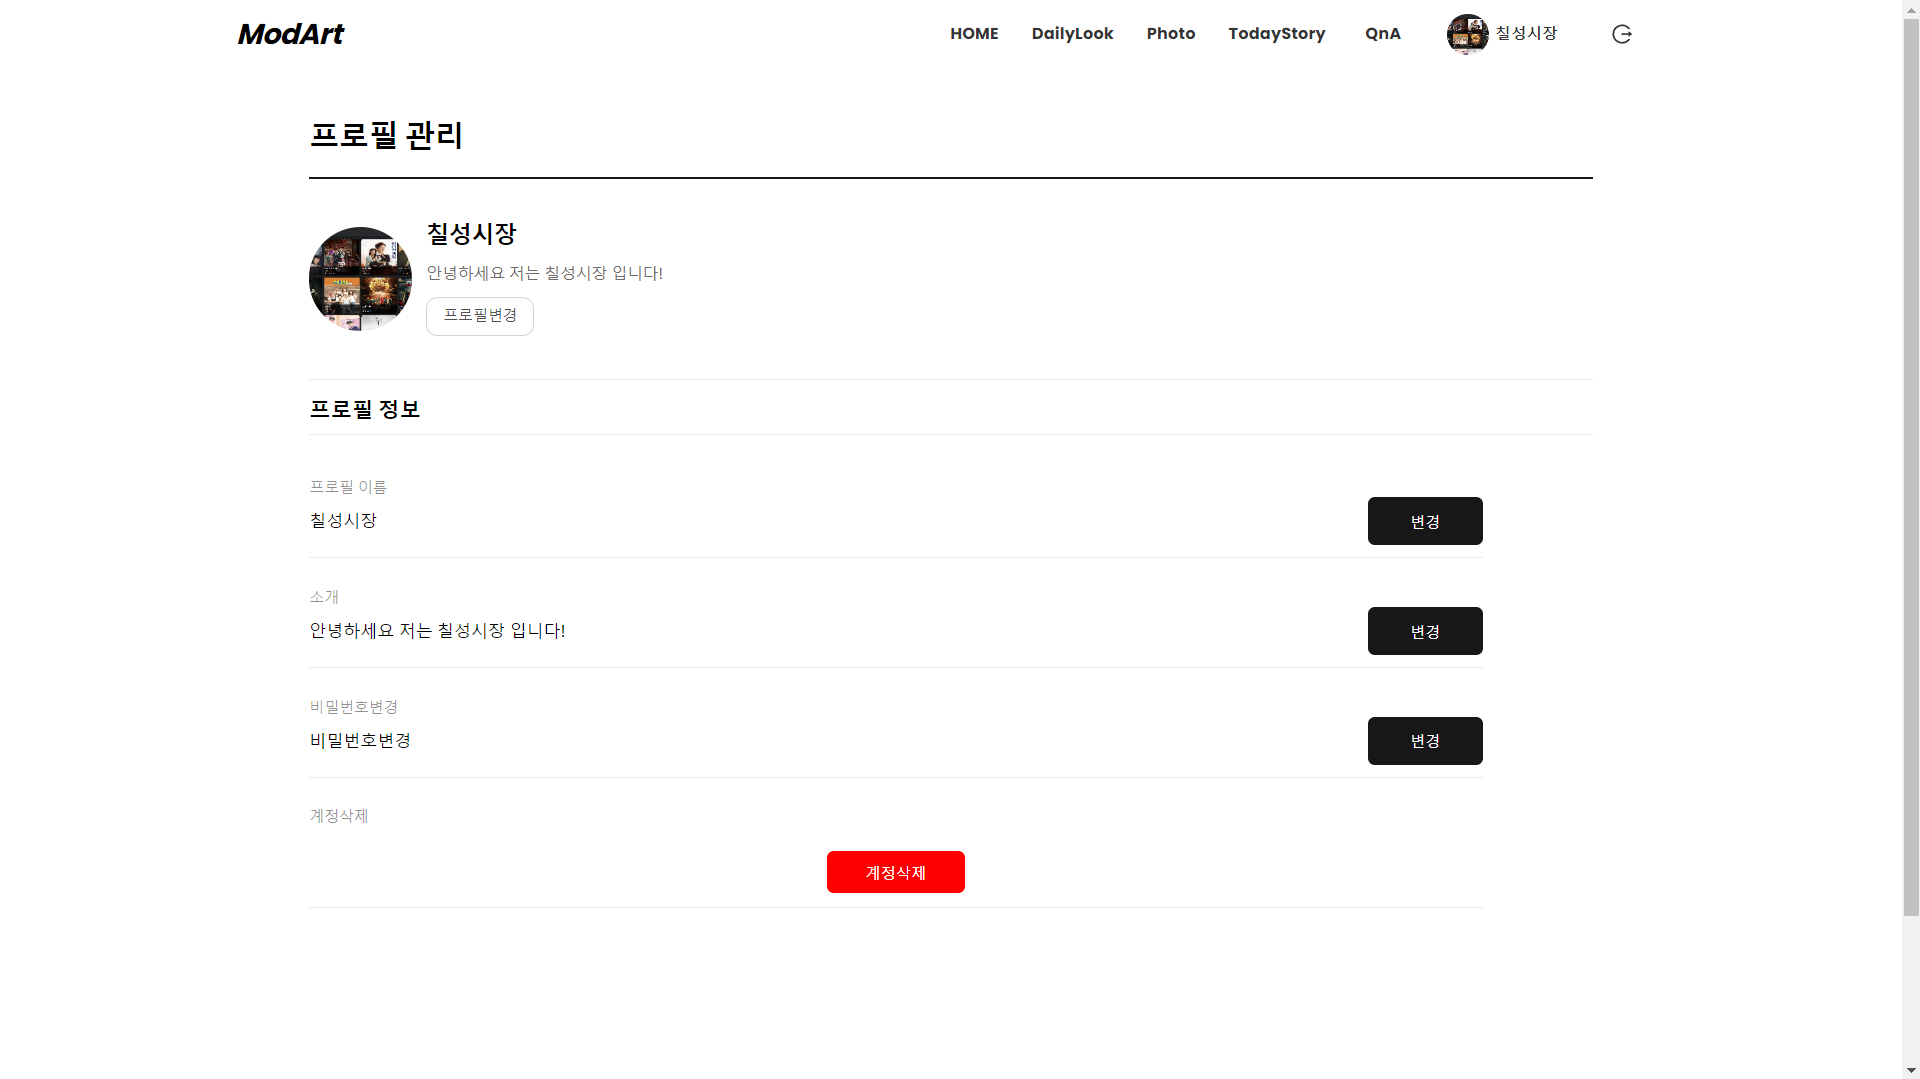 ModArt
HOME DailyLook Photo TodayStory QnA 칠성시장
프로필 관리
칠성시장
안녕하세요 저는 칠성시장 입니다!
프로필변경
프로필 정보
프로필 이름
칠성시장
변경
소개
안녕하세요 저는 칠성시장 입니다!
변경
비밀번호변경
비밀번호변경
변경
계정삭제
계정삭제